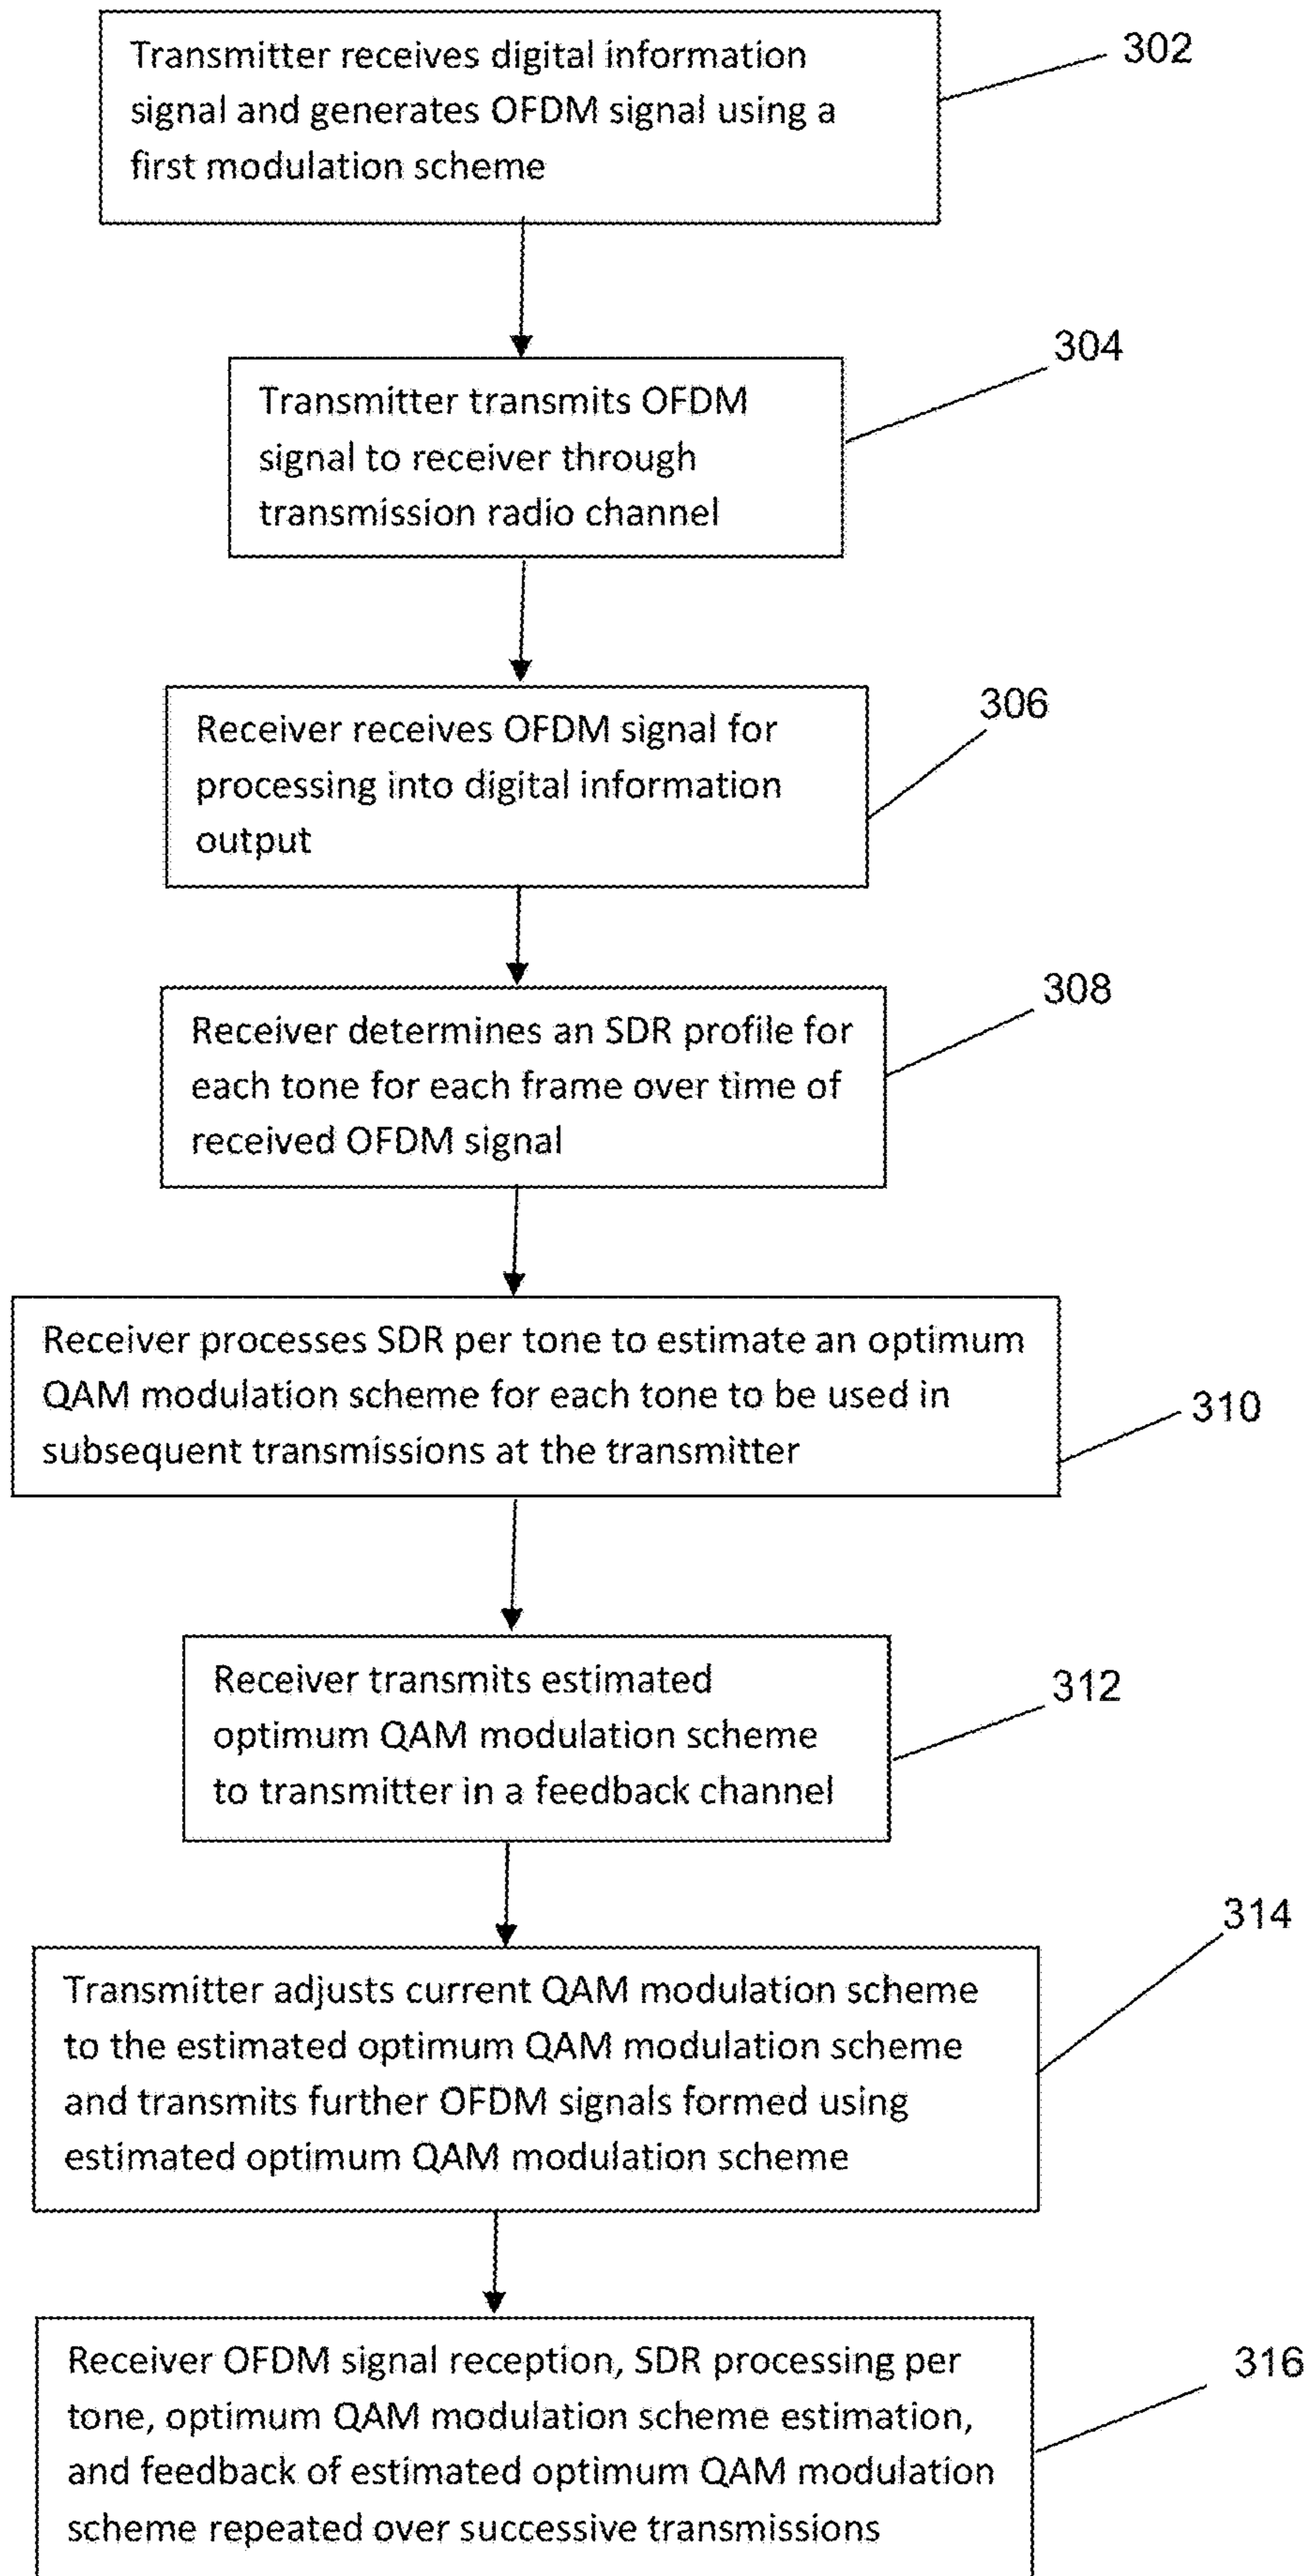 Transmitter receives digital information
signal and generates OFDM signal using a
first modulation scheme
302
Transmitter transmits OFDM
signal to receiver through
transmission radio channel
304
Receiver receives OFDM signal for
processing into digital information
output
306
Receiver determines an SDR profile for
each tone for each frame over time of
received OFDM signal
308
Receiver processes SDR per tone to estimate an optimum
QAM modulation scheme for each tone to be used in
subsequent transmissions at the transmitter
310
Receiver transmits estimated
optimum QAM modulation scheme
to transmitter in a feedback channel
312
Transmitter adjusts current QAM modulation scheme
to the estimated optimum QAM modulation scheme
and transmits further OFDM signals formed using
estimated optimum QAM modulation scheme
314
Receiver OFDM signal reception, SDR processing per
tone, optimum QAM modulation scheme estimation,
and feedback of estimated optimum QAM modulation
scheme repeated over successive transmissions
316